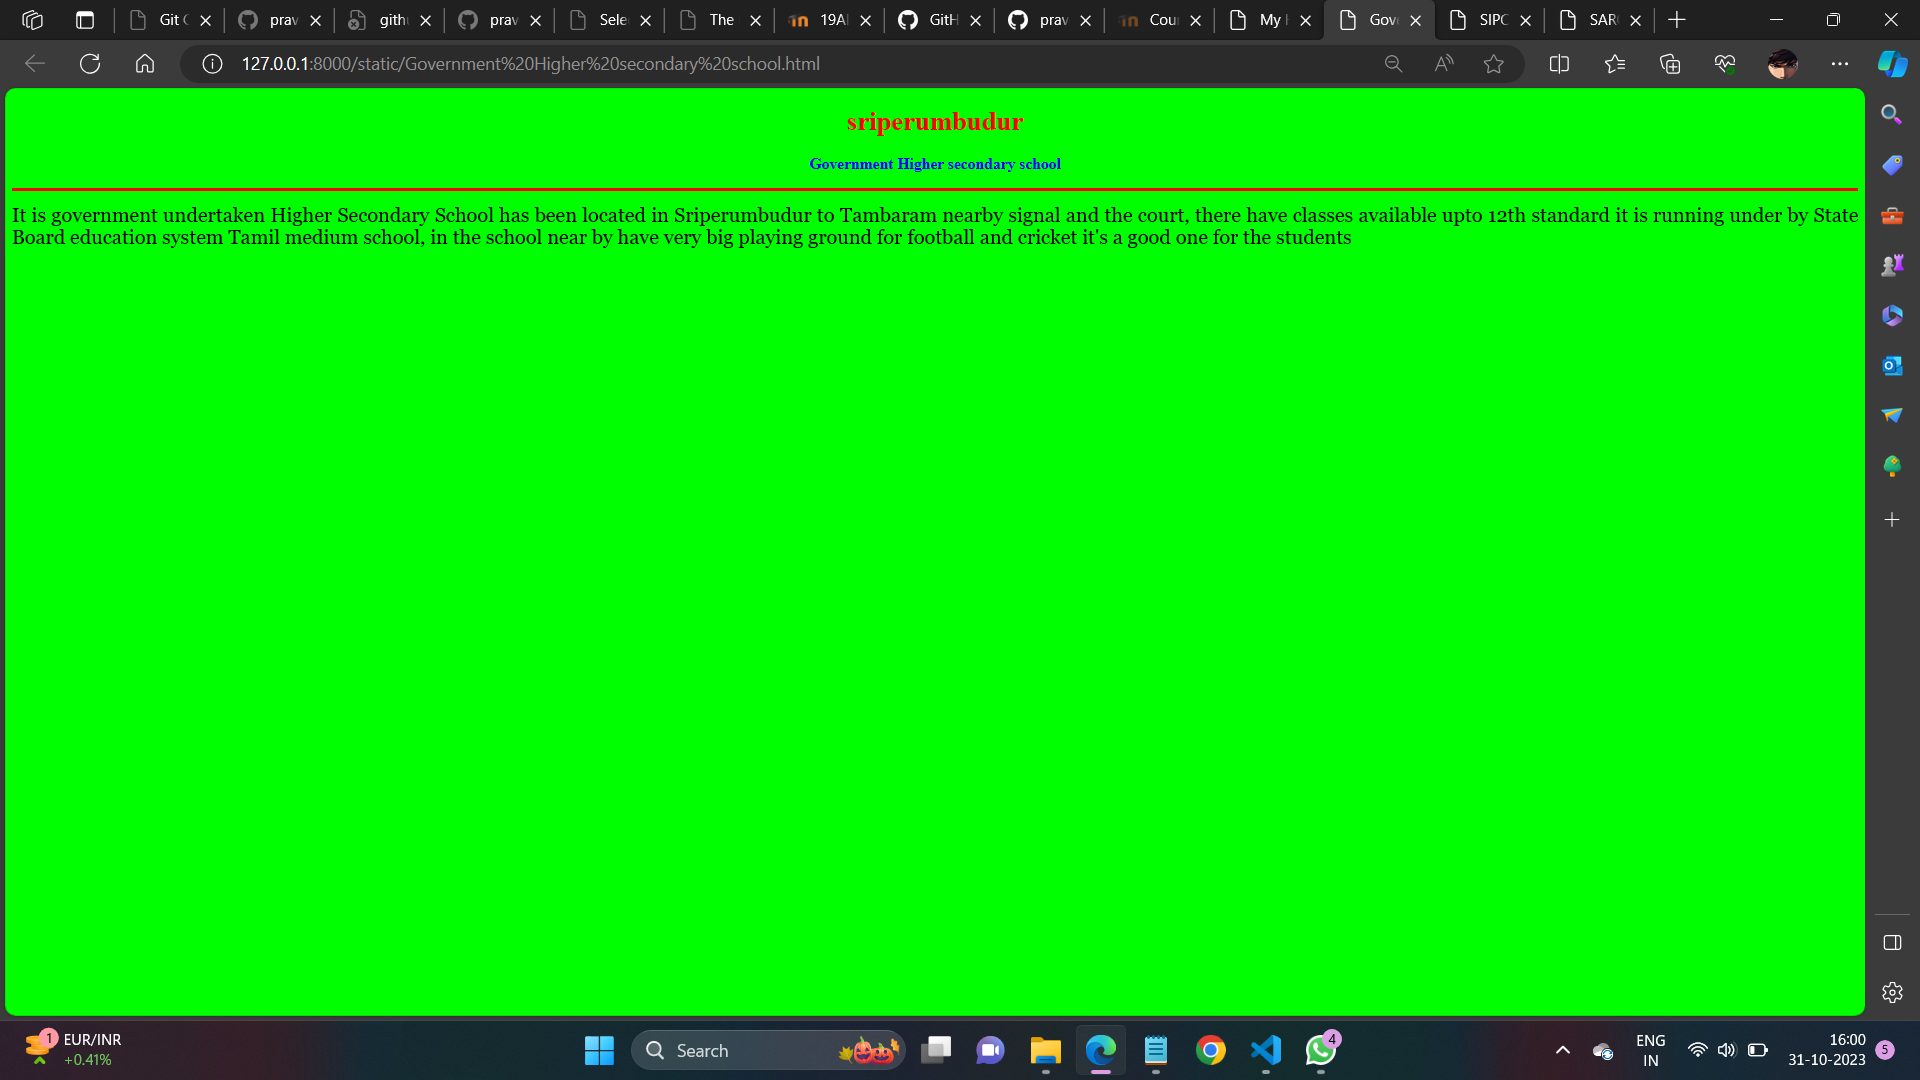 Git C
prav
githu
prav
Selec
The
19AI
GitH
prav
Cour
My I
Gove
SIPC
SAR
127.0.0.1:8000/static/Government%20Higher%20secondary%20school.html
sriperumbudur
Government Higher secondary school
It is government undertaken Higher Secondary School has been located in Sriperumbudur to Tambaram nearby signal and the court, there have classes available upto 12th standard it is running under by State
Board education system Tamil medium school, in the school near by have very big playing ground for football and cricket it's a good one for the students
1
EUR/INR
+0.41%
Search
4
ENG
IN
16:00
31-10-2023
5